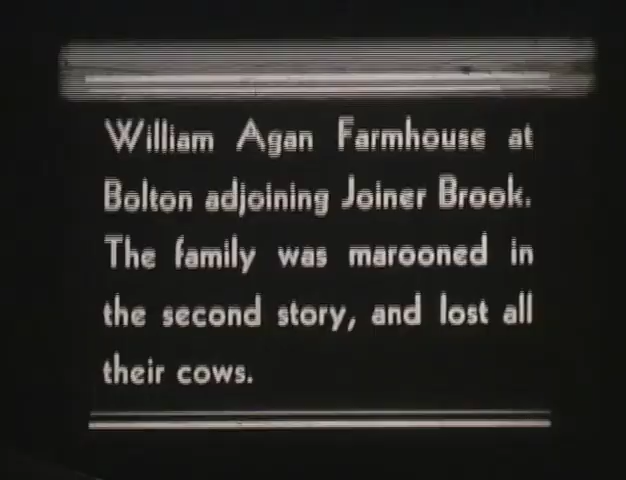 William Agan Farmhouse at
Bolton adjoining Joiner Brook.
The family was marooned in
the second story, and lost all
their cows.